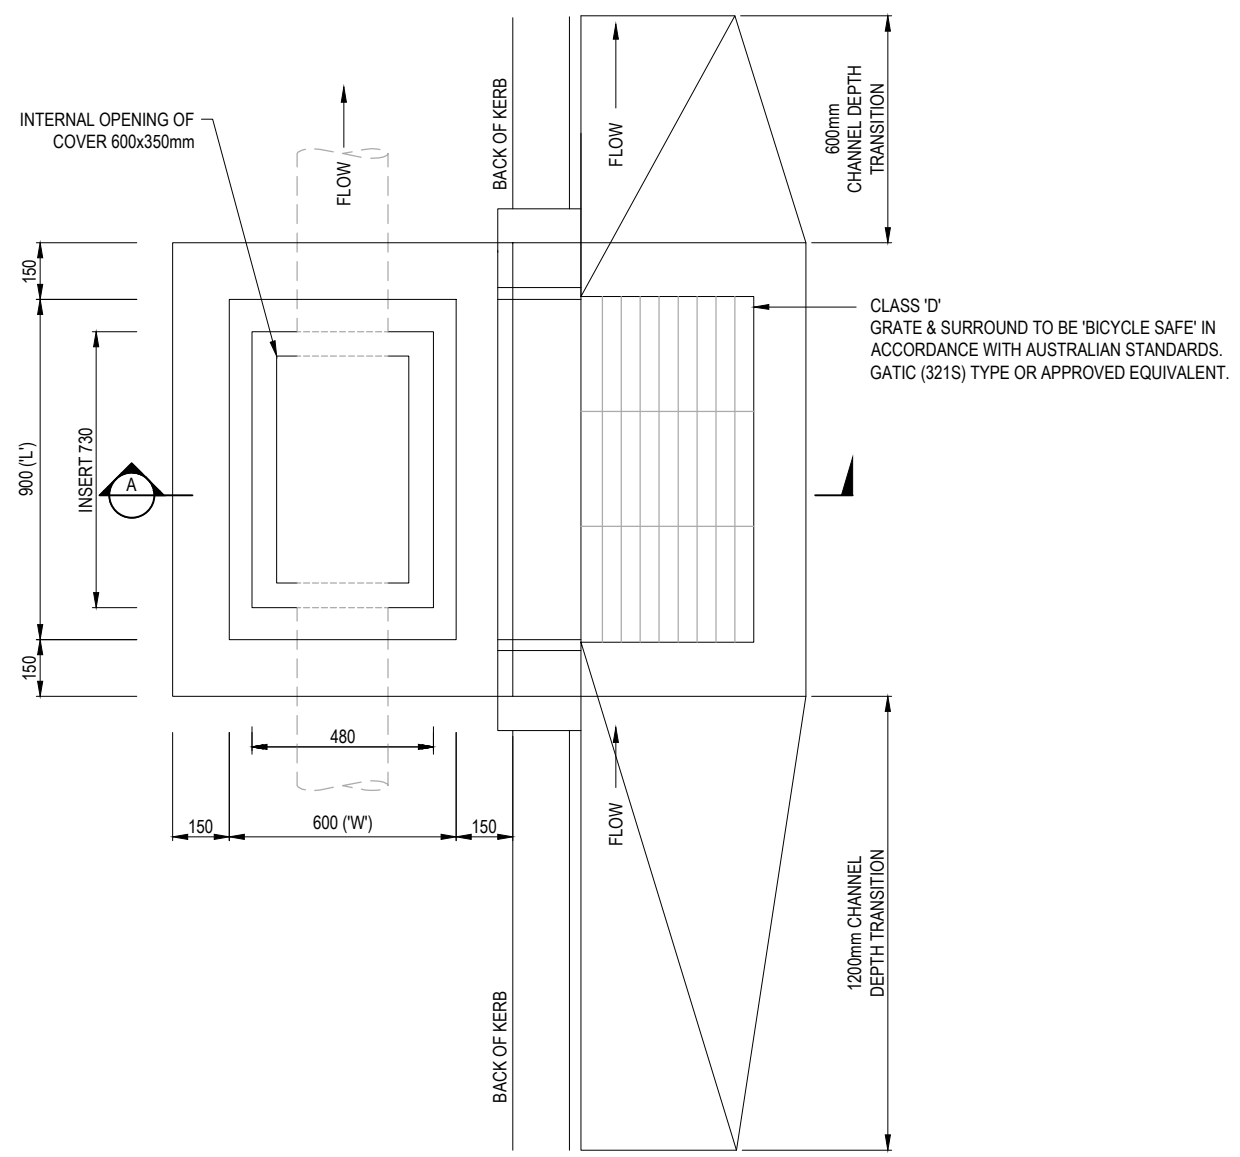 INTERNAL OPENING OF
COVER 600x350mm
FLOW
BACK OF KERB
FLOW
600mm
CHANNEL DEPTH
TRANSITION
150
900 ('L')
INSERT 730
150
A
CLASS 'D'
GRATE & SURROUND TO BE 'BICYCLE SAFE' IN
ACCORDANCE WITH AUSTRALIAN STANDARDS.
GATIC (321S) TYPE OR APPROVED EQUIVALENT.
480
150
600 ('W')
150
FLOW
BACK OF KERB
1200mm CHANNEL
DEPTH TRANSITION